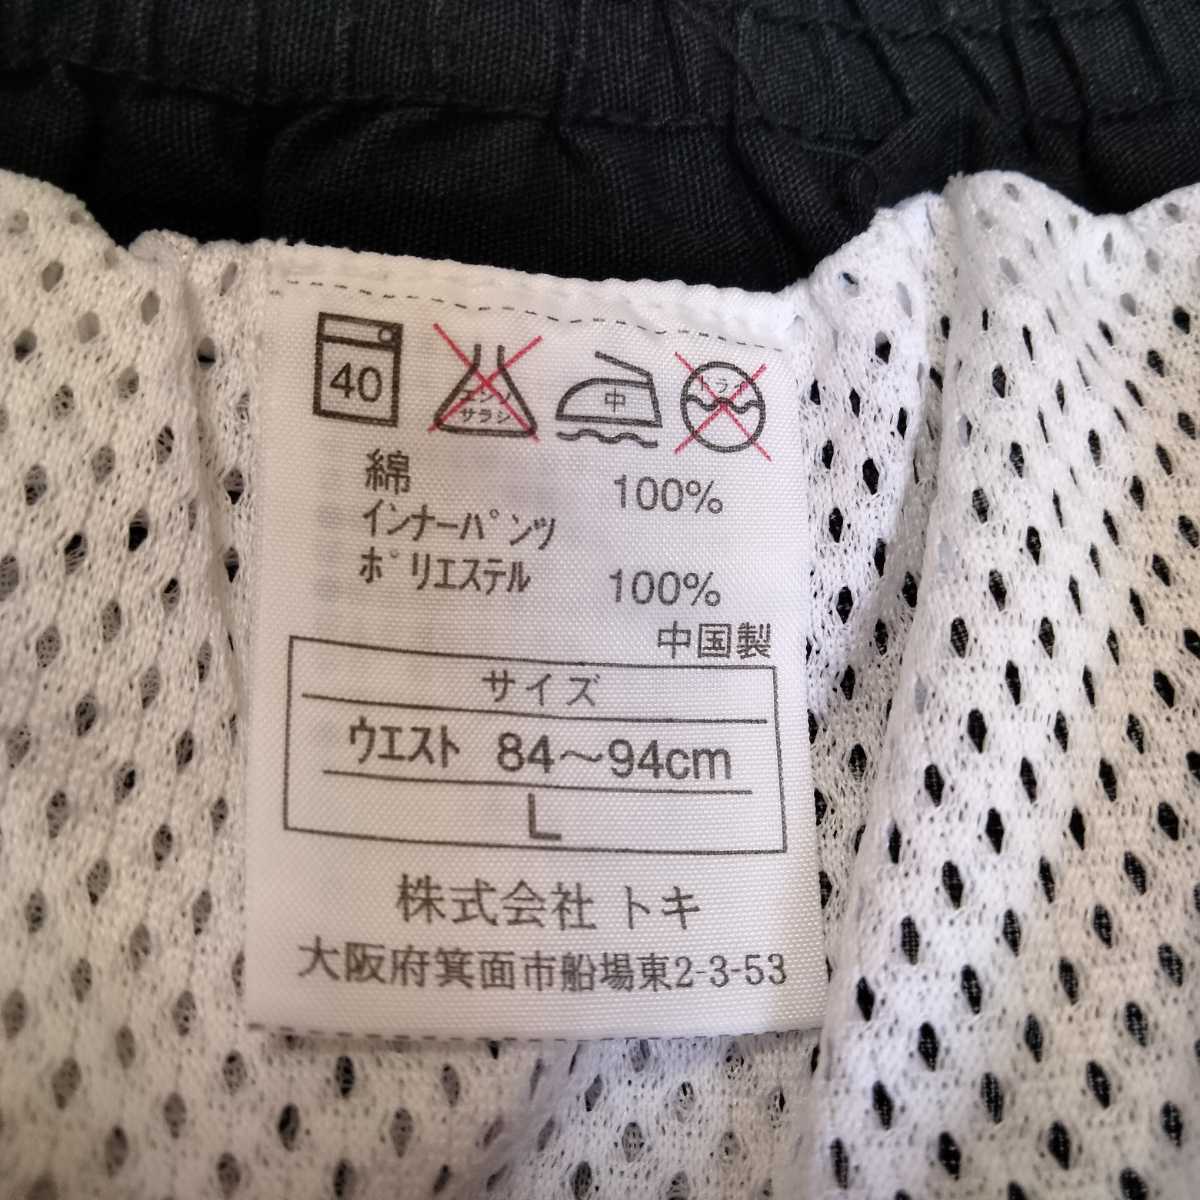 40
エンソ
サラシ
中
ドライ
綿 100%
インナーパンツ
ポリエステル 100%
中国製
サイズ
ウエスト 84～94cm
L
株式会社 トキ
大阪府箕面市船場東2-3-53